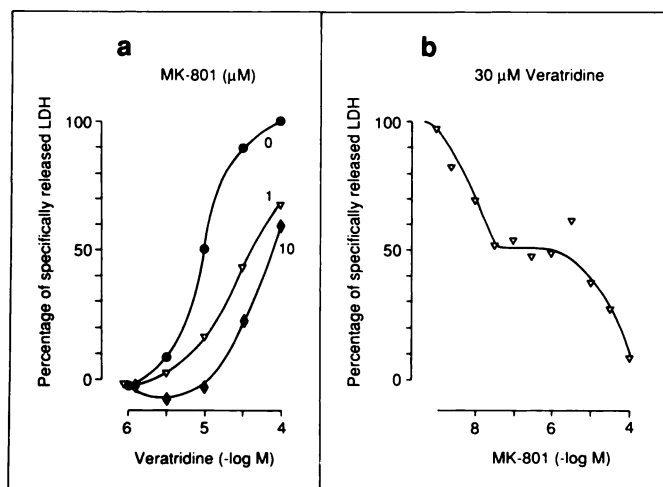 a
MK-801 (μM)
Percentage of specifically released LDH
100
50
0
0
1
10
6 5 4
Veratridine (-log M)
b
30 μM Veratridine
Percentage of specifically released LDH
100
50
0
8 6 4
MK-801 (-log M)